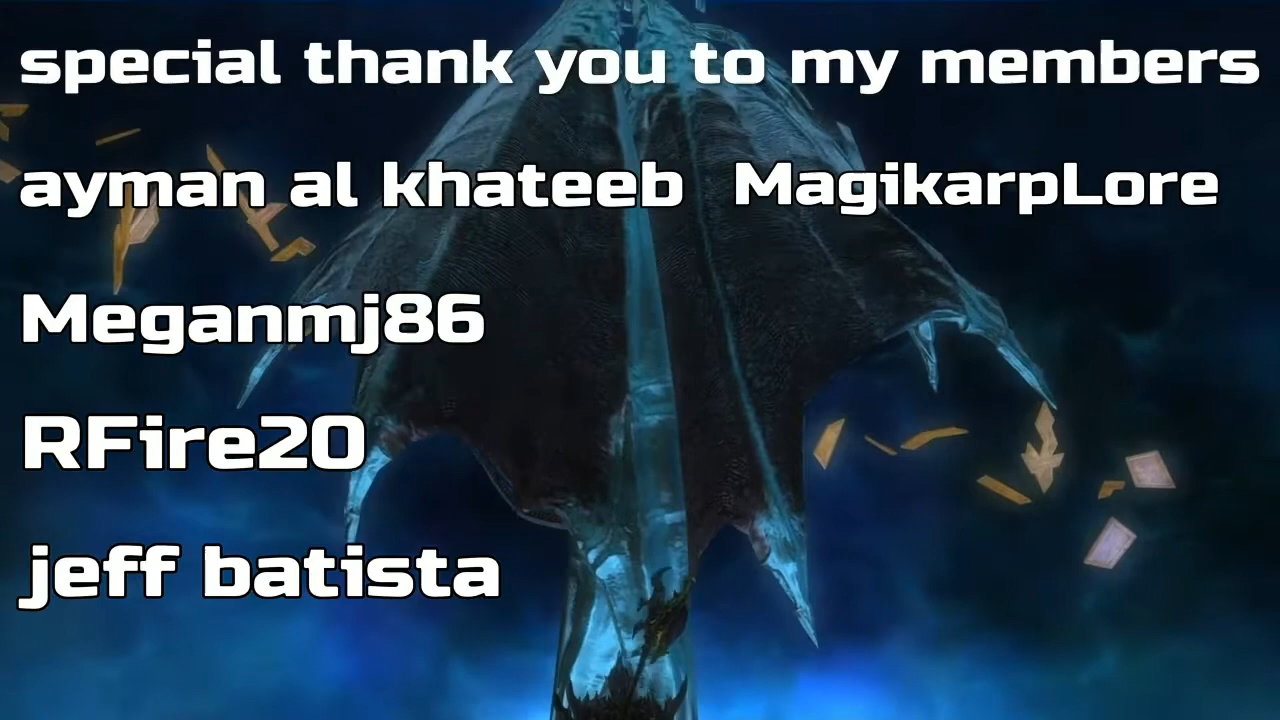 special thank you to my members
ayman al khateeb MagikarpLore
Meganmj86
RFire20
jeff batista